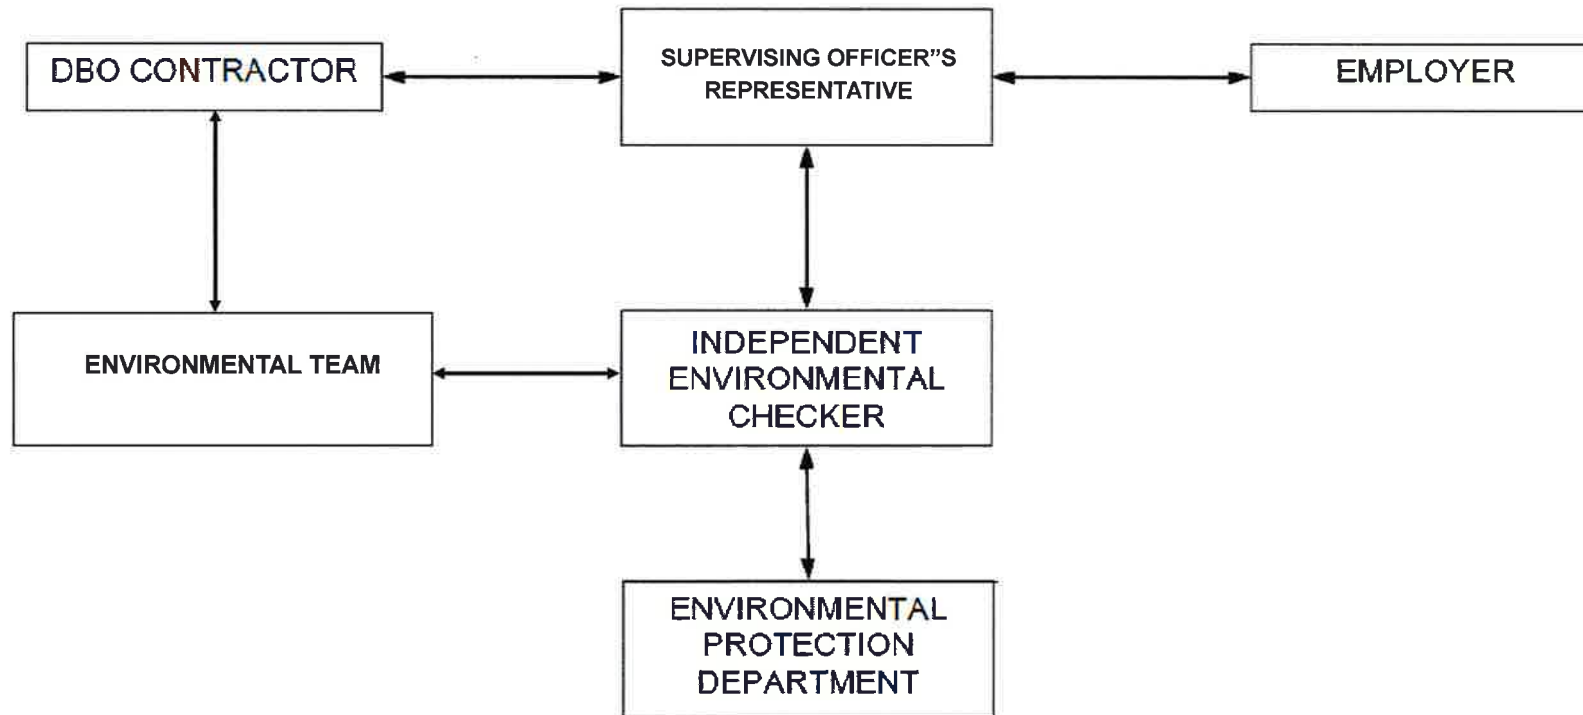 DBO CONTRACTOR
SUPERVISING OFFICER"S
REPRESENTATIVE
EMPLOYER
ENVIRONMENTAL TEAM
INDEPENDENT
ENVIRONMENTAL
CHECKER
ENVIRONMENTAL
PROTECTION
DEPARTMENT